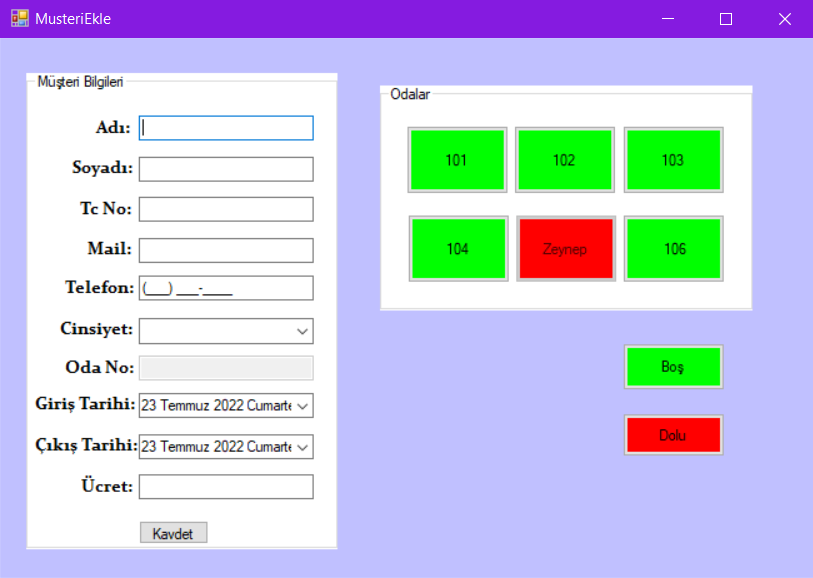 MusteriEkle
Müşteri Bilgileri
Adı:
Soyadı:
Tc No:
Mail:
Telefon: (___) ___-____
Cinsiyet:
Oda No:
Giriş Tarihi: 23 Temmuz 2022 Cumarte
Çıkış Tarihi: 23 Temmuz 2022 Cumarte
Ücret:
Kaydet
Odalar
101 102 103
104 Zeynep 106
Boş
Dolu